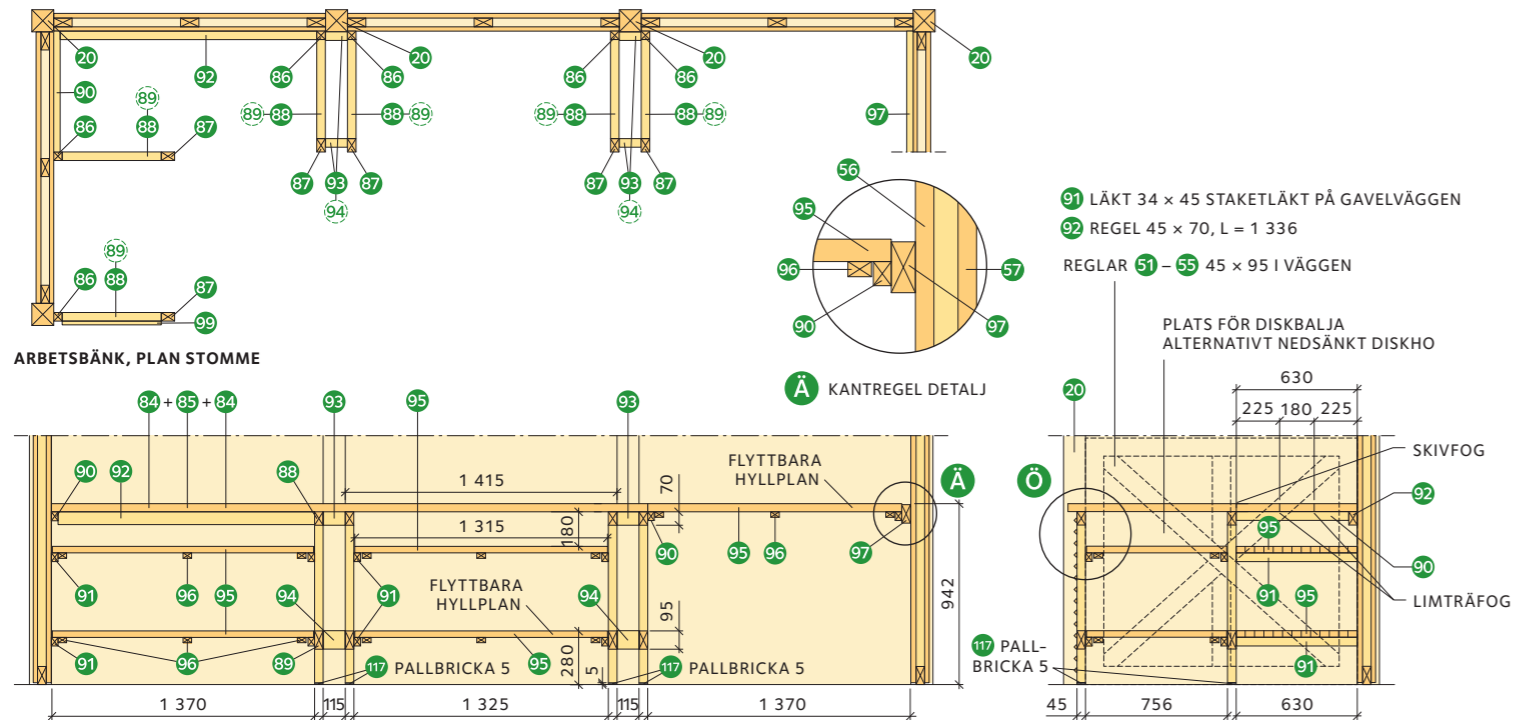 20 92 86 86 20 86 86 20 20
90 89 88 86 87
89 88 88 89 89 88 88 89 97
87 93 87 87 93 87
94 94
89 88 86 87 99
ARBETSBÄNK, PLAN STOMME
56 95 96 90 57 97
Ä KANTREGEL DETALJ
91 LÄKT 34 × 45 STAKETLÄKT PÅ GAVELVÄGGEN
92 REGEL 45 × 70, L = 1 336
REGLAR 51 – 55 45 × 95 I VÄGGEN
PLATS FÖR DISKBALJA
ALTERNATIVT NEDSÄNKT DISKHO
84 + 85 + 84 93 95 93
90 92 88
1 415
70
FLYTTBARA
HYLLPLAN
Ä
1 315
180
90 95 96 97
91 96 95 94 91
FLYTTBARA
HYLLPLAN
94
95
942
91 96 89
117 PALLBRICKA 5
95
280
5
117 PALLBRICKA 5
1 370 115 1 325 115 1 370
20
630
225 180 225
SKIVFOG
Ö
92
95
90
91
95
LIMTRÄFOG
117 PALL-
BRICKA 5
91
45 756 630